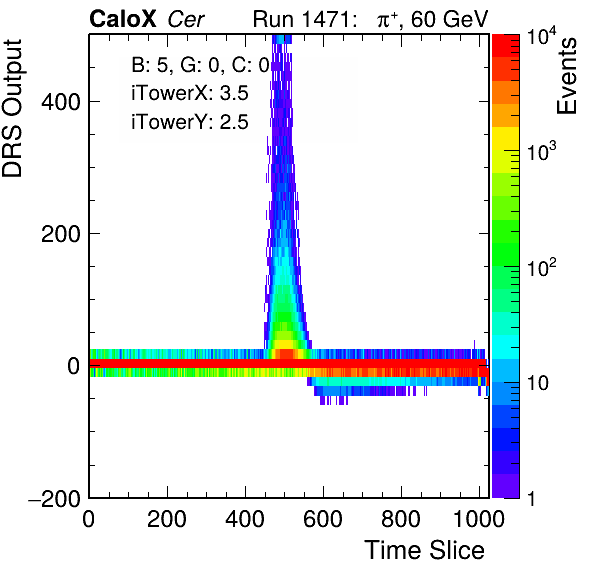 CaloX Cer Run 1471: π⁺, 60 GeV
B: 5, G: 0, C: 0
iTowerX: 3.5
iTowerY: 2.5
DRS Output
400
200
0
−200
0 200 400 600 800 1000
Time Slice
Events
10⁴
10³
10²
10
1